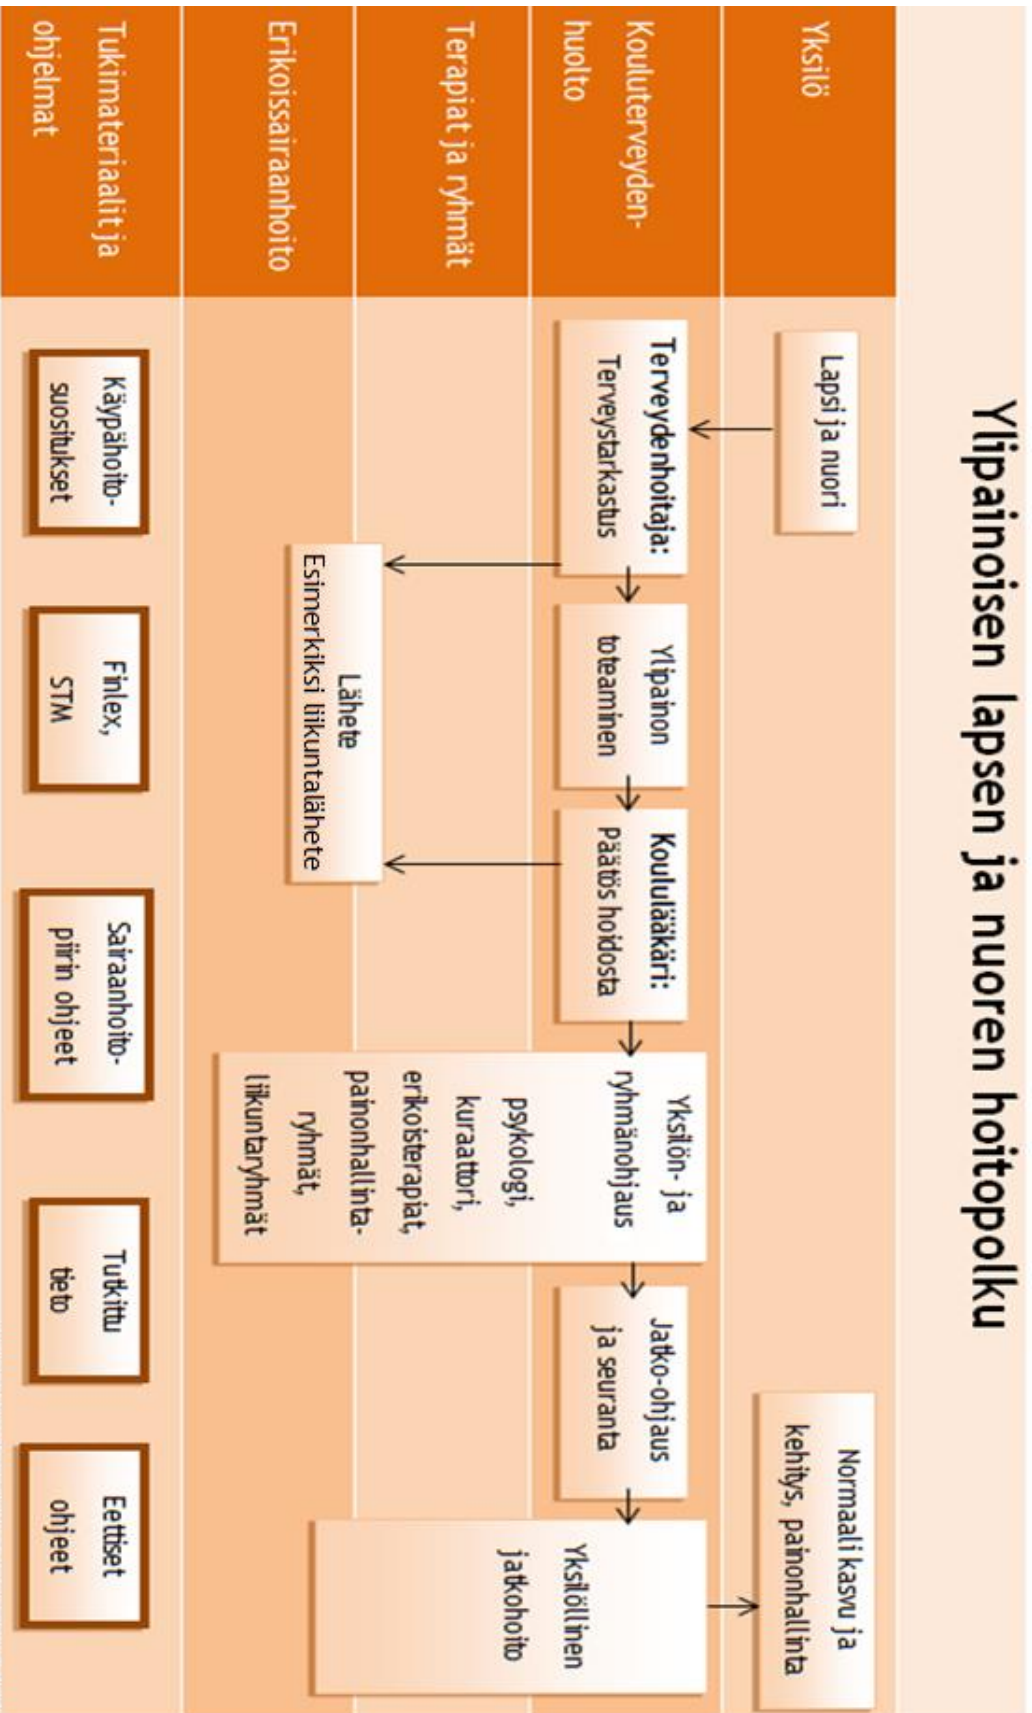 Ylipainoisen lapsen ja nuoren hoitopolku
Yksilö
Lapsi ja nuori
Normaali kasvu ja
kehitys, painonhallinta
Kouluterveyden-
huolto
Terveydenhoitaja:
Terveystarkastus
Ylipainon
toteaminen
Koululääkäri:
Päätös hoidosta
Yksilön- ja
ryhmänohjaus
psykologi,
kuraattori,
erikoisterapiat,
painonhallinta-
ryhmät,
liikuntaryhmät
Jatko-ohjaus
ja seuranta
Yksilöllinen
jatkohoito
Terapiat ja ryhmät
Lähete
Esimerkiksi liikuntalähete
Erikoissairaanhoito
Tukimateriaalit ja
ohjelmat
Käypähoito-
suositukset
Finlex,
STM
Sairaanhoito-
piirin ohjeet
Tutkittu
tieto
Eettiset
ohjeet